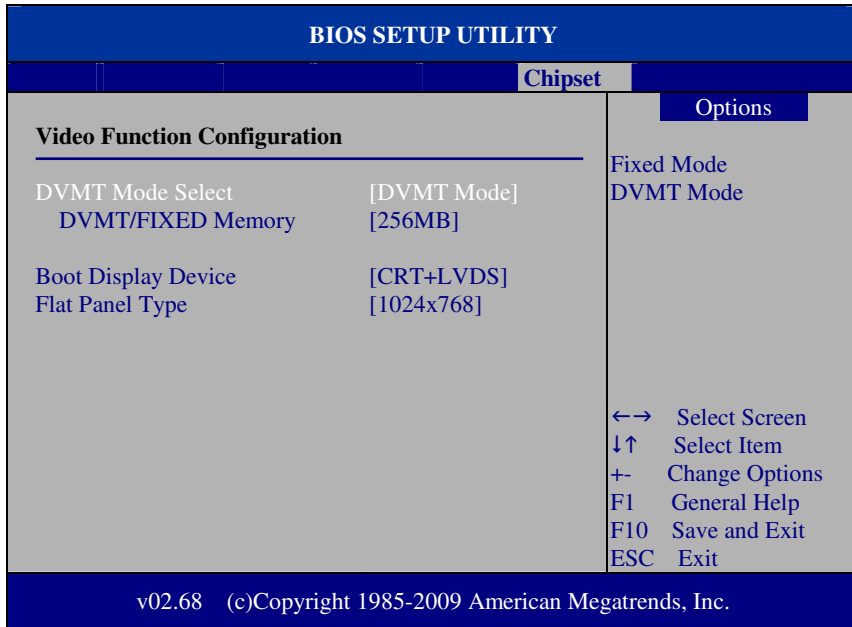 BIOS SETUP UTILITY
Chipset
Video Function Configuration
DVMT Mode Select [DVMT Mode]
DVMT/FIXED Memory [256MB]
Boot Display Device [CRT+LVDS]
Flat Panel Type [1024x768]
Options
Fixed Mode
DVMT Mode
←→ Select Screen
↓↑ Select Item
+- Change Options
F1 General Help
F10 Save and Exit
ESC Exit
v02.68 (c)Copyright 1985-2009 American Megatrends, Inc.